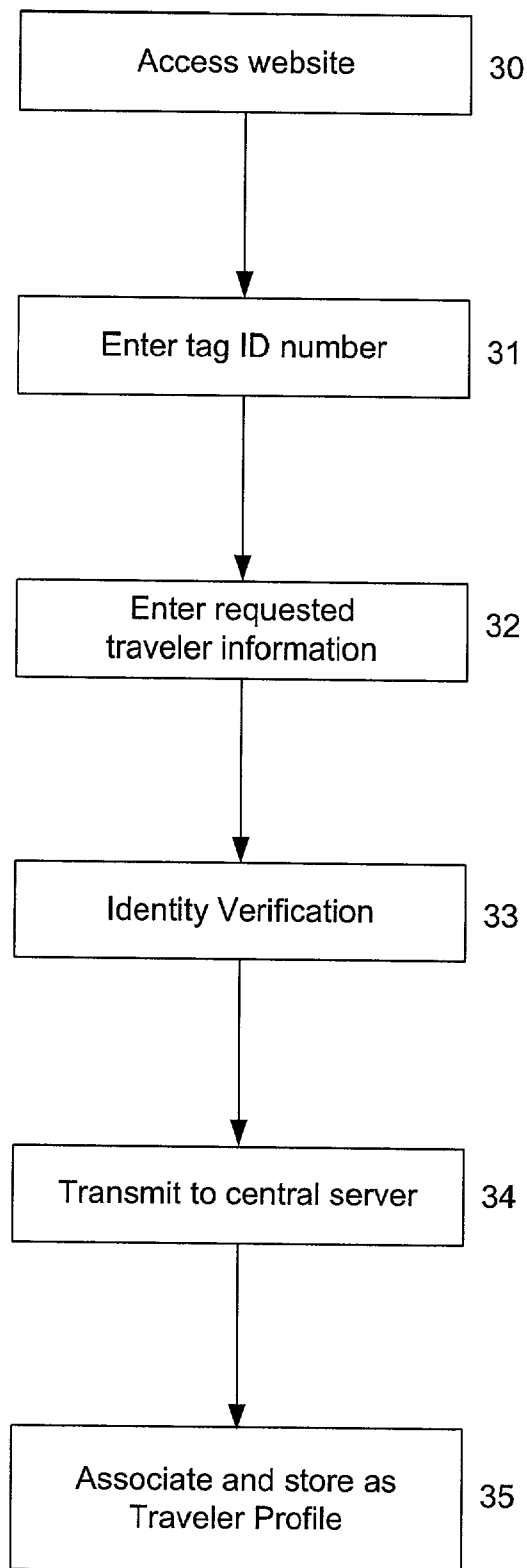 Access website 30
Enter tag ID number 31
Enter requested
traveler information 32
Identity Verification 33
Transmit to central server 34
Associate and store as
Traveler Profile 35